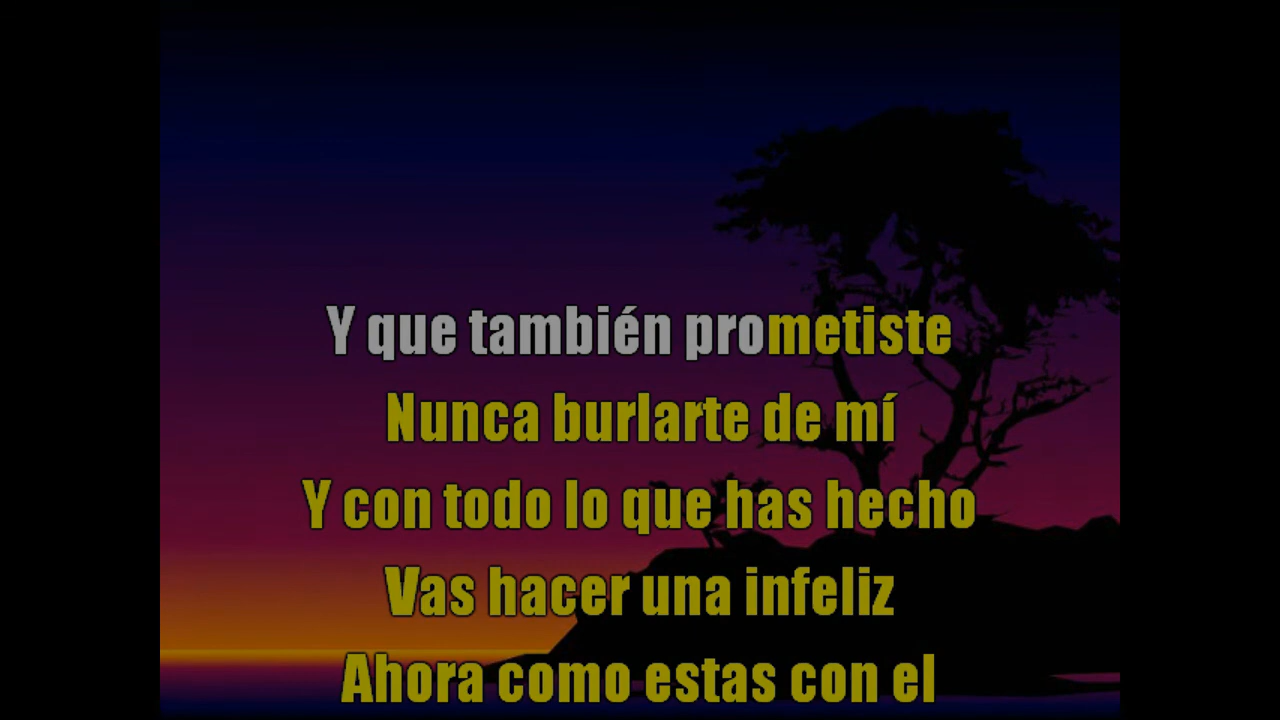 Y que también prometiste
Nunca burlarte de mí
Y con todo lo que has hecho
Vas hacer una infeliz
Ahora como estas con el